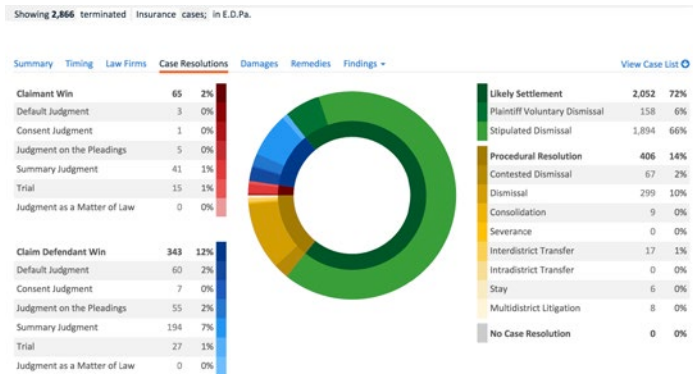 Showing 2,866 terminated Insurance cases; in E.D.Pa.
Summary Timing Law Firms Case Resolutions Damages Remedies Findings
View Case List
Claimant Win 65 2%
Default Judgment 3 0%
Consent Judgment 1 0%
Judgment on the Pleadings 5 0%
Summary Judgment 41 1%
Trial 15 1%
Judgment as a Matter of Law 0 0%
Claim Defendant Win 343 12%
Default Judgment 60 2%
Consent Judgment 7 0%
Judgment on the Pleadings 55 2%
Summary Judgment 194 7%
Trial 27 1%
Judgment as a Matter of Law 0 0%
Likely Settlement 2,052 72%
Plaintiff Voluntary Dismissal 158 6%
Stipulated Dismissal 1,894 66%
Procedural Resolution 406 14%
Contested Dismissal 67 2%
Dismissal 299 10%
Consolidation 9 0%
Severance 0 0%
Interdistrict Transfer 17 1%
Intradistrict Transfer 0 0%
Stay 6 0%
Multidistrict Litigation 8 0%
No Case Resolution 0 0%